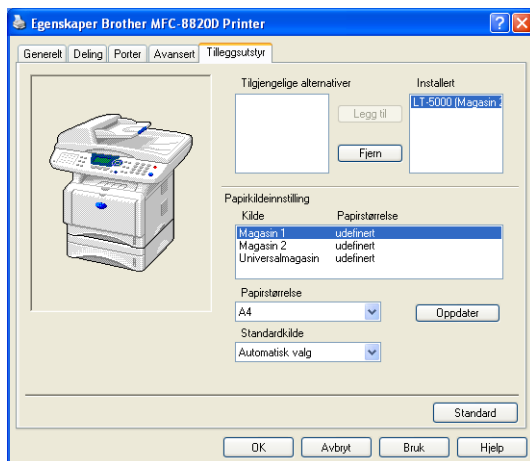 Egenskaper Brother MFC-8820D Printer
Generelt Deling Porter Avansert Tilleggsutstyr
Tilgjengelige alternativer Installert
LT-5000 (Magasin 2
Legg til
Fjern
Papirkildeinnstilling
Kilde Papirstørrelse
Magasin 1 udefinert
Magasin 2 udefinert
Universalmagasin udefinert
Papirstørrelse
A4 Oppdater
Standardkilde
Automatisk valg
Standard
OK Avbryt Bruk Hjelp